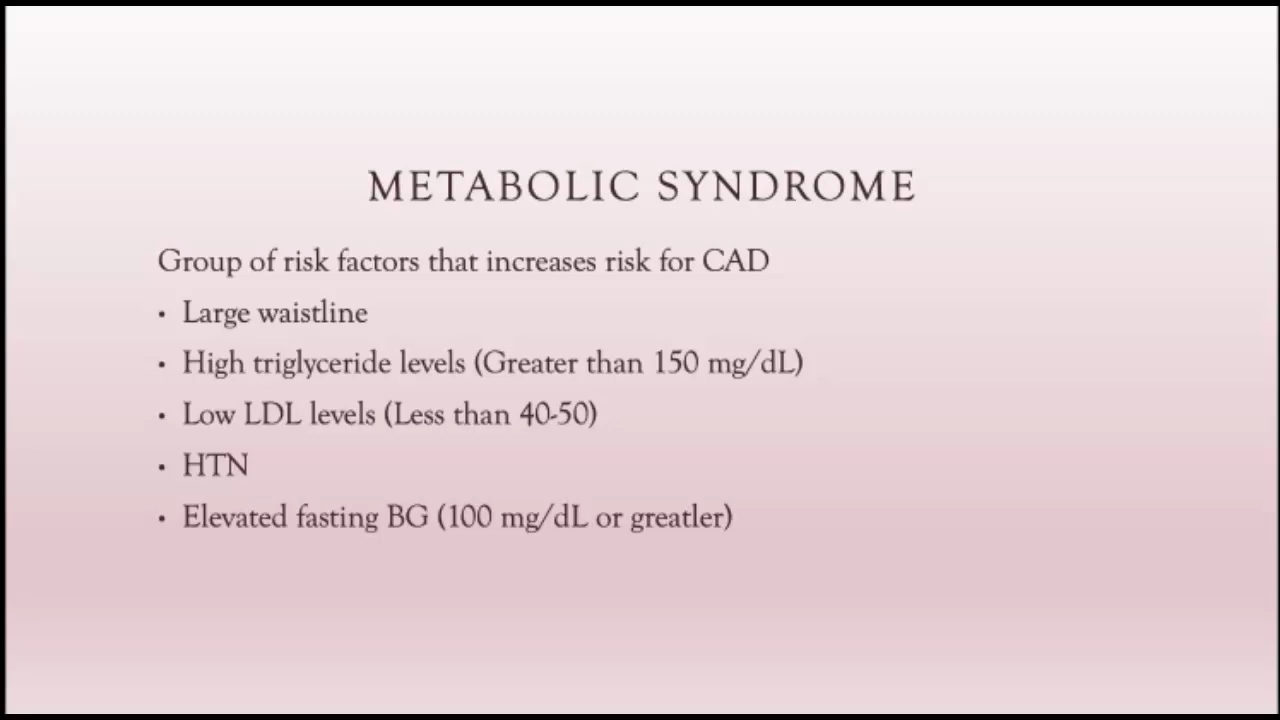 METABOLIC SYNDROME
Group of risk factors that increases risk for CAD
• Large waistline
• High triglyceride levels (Greater than 150 mg/dL)
• Low LDL levels (Less than 40-50)
• HTN
• Elevated fasting BG (100 mg/dL or greatler)